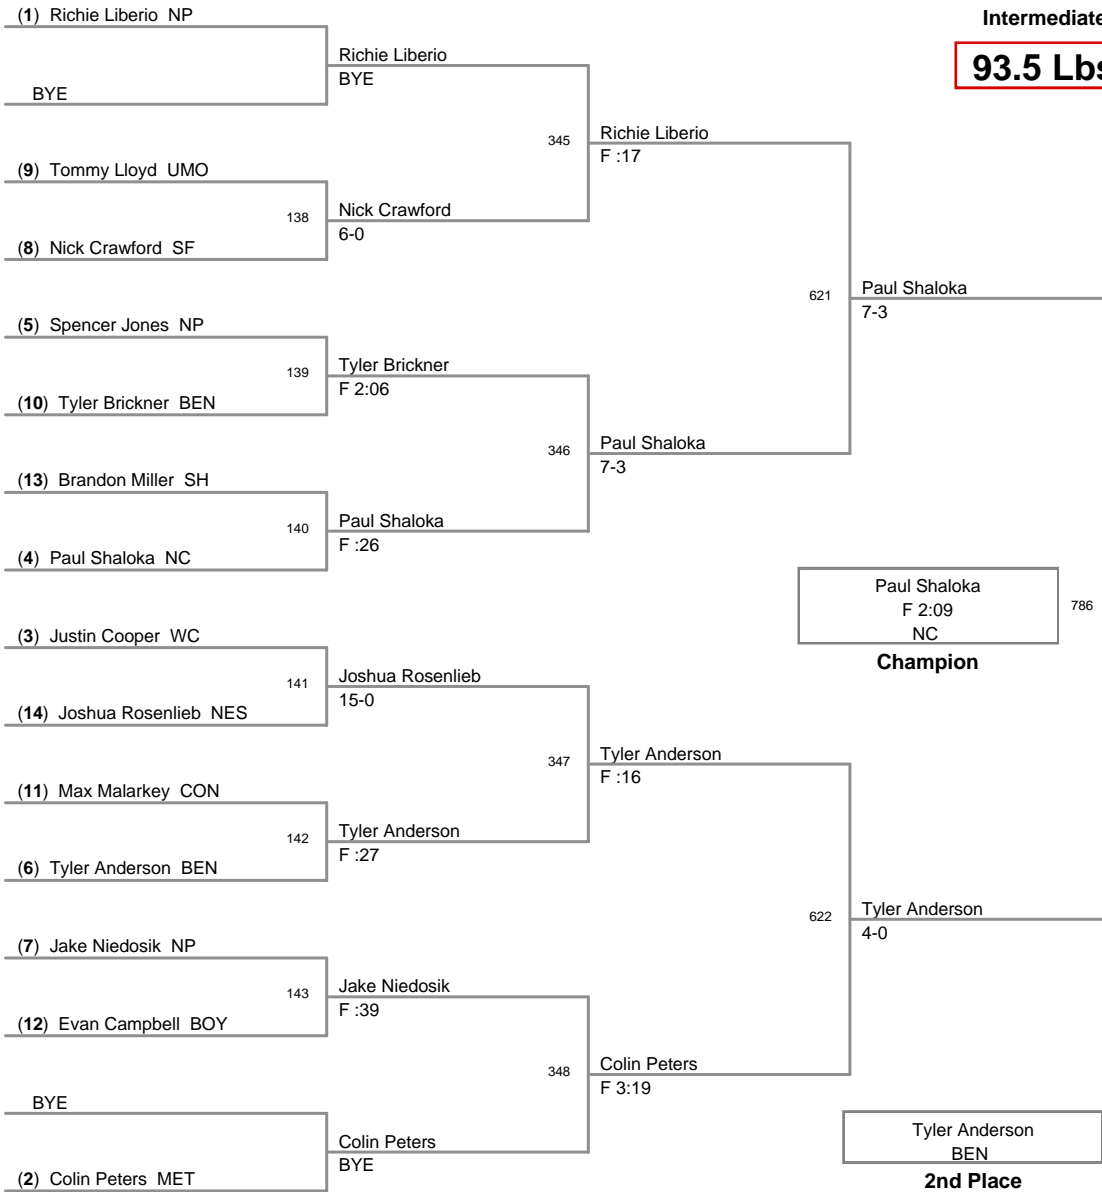 (1) Richie Liberio NP
Intermediate
Richie Liberio
93.5 Lbs
BYE
BYE
345
Richie Liberio
F :17
(9) Tommy Lloyd UMO
138
Nick Crawford
6-0
(8) Nick Crawford SF
621
Paul Shaloka
7-3
(5) Spencer Jones NP
139
Tyler Brickner
F 2:06
(10) Tyler Brickner BEN
346
Paul Shaloka
7-3
(13) Brandon Miller SH
140
Paul Shaloka
F :26
(4) Paul Shaloka NC
Paul Shaloka
F 2:09
NC
786
Champion
(3) Justin Cooper WC
141
Joshua Rosenlieb
15-0
(14) Joshua Rosenlieb NES
347
Tyler Anderson
F :16
(11) Max Malarkey CON
142
Tyler Anderson
F :27
(6) Tyler Anderson BEN
622
Tyler Anderson
4-0
(7) Jake Niedosik NP
143
Jake Niedosik
F :39
(12) Evan Campbell BOY
348
Colin Peters
F 3:19
BYE
Colin Peters
BYE
(2) Colin Peters MET
Tyler Anderson
BEN
2nd Place